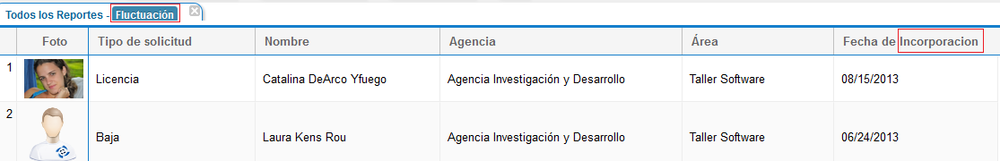 Todos los Reportes - Fluctuación
Foto Tipo de solicitud Nombre Agencia Área Fecha de Incorporacion
1 Licencia Catalina DeArco Yfuego Agencia Investigación y Desarrollo Taller Software 08/15/2013
2 Baja Laura Kens Rou Agencia Investigación y Desarrollo Taller Software 06/24/2013